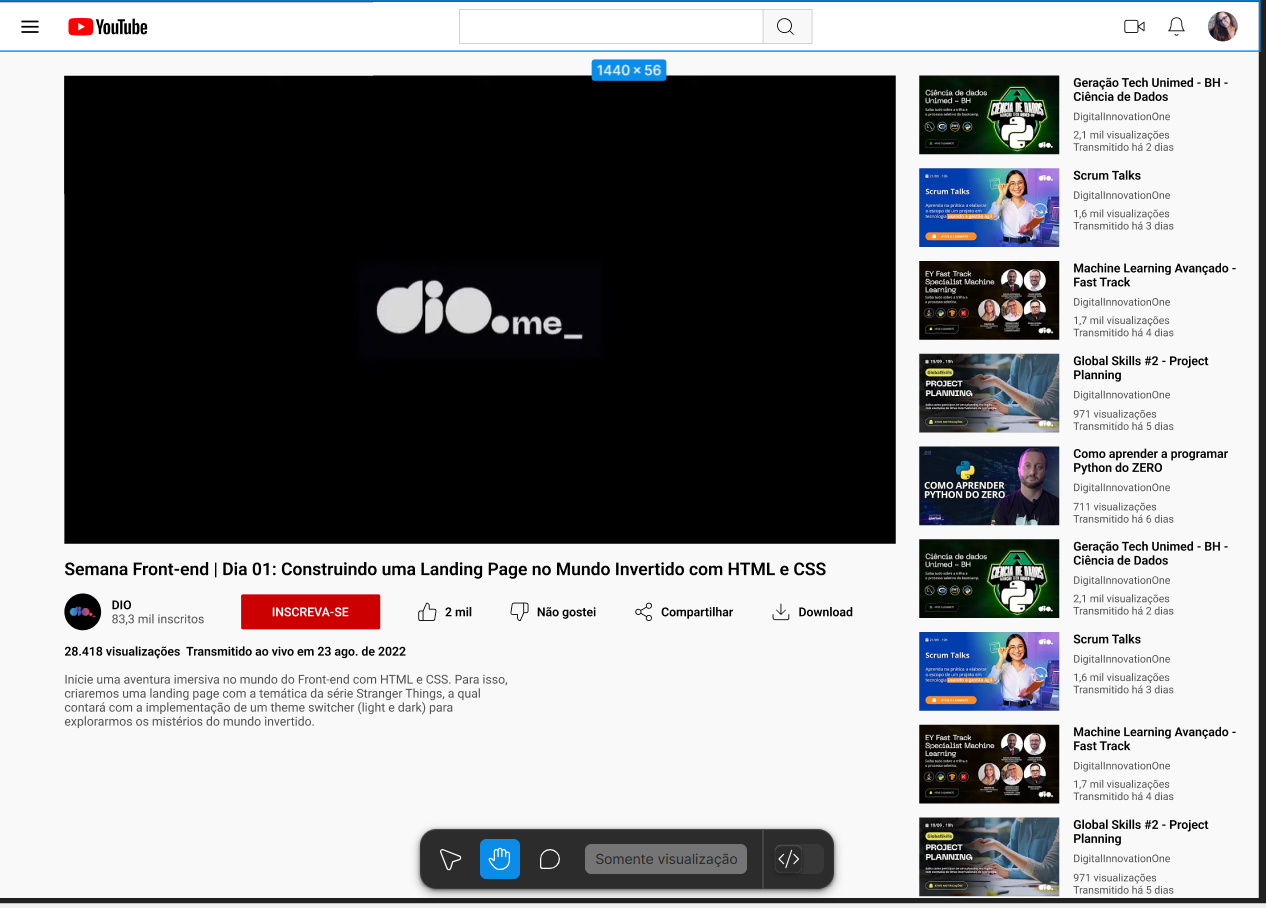 YouTube
1440 × 56
dio.me_
Semana Front-end | Dia 01: Construindo uma Landing Page no Mundo Invertido com HTML e CSS
dio.
DIO
83,3 mil inscritos
INSCREVA-SE
2 mil
Não gostei
Compartilhar
Download
28.418 visualizações Transmitido ao vivo em 23 ago. de 2022
Inicie uma aventura imersiva no mundo do Front-end com HTML e CSS. Para isso,
criaremos uma landing page com a temática da série Stranger Things, a qual
contará com a implementação de um theme switcher (light e dark) para
explorarmos os mistérios do mundo invertido.
Somente visualização
Ciência de dados
Unimed - BH
CIÊNCIA DE DADOS
dio.
Geração Tech Unimed - BH -
Ciência de Dados
DigitalInnovationOne
2,1 mil visualizações
Transmitido há 2 dias
Scrum Talks
dio.
Scrum Talks
DigitalInnovationOne
1,6 mil visualizações
Transmitido há 3 dias
EY Fast Track
Specialist Machine
Learning
dio.
Machine Learning Avançado -
Fast Track
DigitalInnovationOne
1,7 mil visualizações
Transmitido há 4 dias
GlobalSkills
PROJECT
PLANNING
dio.
Global Skills #2 - Project
Planning
DigitalInnovationOne
971 visualizações
Transmitido há 5 dias
COMO APRENDER
PYTHON DO ZERO
Como aprender a programar
Python do ZERO
DigitalInnovationOne
711 visualizações
Transmitido há 6 dias
Ciência de dados
Unimed - BH
CIÊNCIA DE DADOS
dio.
Geração Tech Unimed - BH -
Ciência de Dados
DigitalInnovationOne
2,1 mil visualizações
Transmitido há 2 dias
Scrum Talks
dio.
Scrum Talks
DigitalInnovationOne
1,6 mil visualizações
Transmitido há 3 dias
EY Fast Track
Specialist Machine
Learning
dio.
Machine Learning Avançado -
Fast Track
DigitalInnovationOne
1,7 mil visualizações
Transmitido há 4 dias
GlobalSkills
PROJECT
PLANNING
dio.
Global Skills #2 - Project
Planning
DigitalInnovationOne
971 visualizações
Transmitido há 5 dias